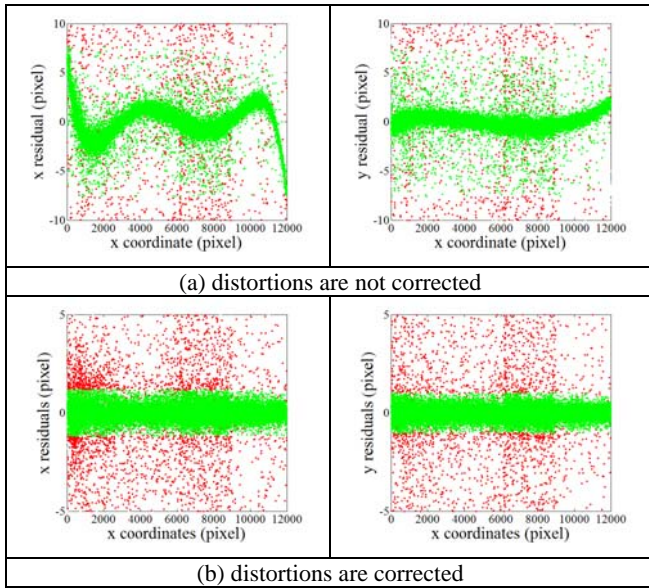 10
5
0
-5
-10
x residual (pixel)
0 2000 4000 6000 8000 10000 12000
x coordinate (pixel)
10
5
0
-5
-10
y residual (pixel)
0 2000 4000 6000 8000 10000 12000
x coordinate (pixel)
(a) distortions are not corrected
5
0
-5
x residuals (pixel)
0 2000 4000 6000 8000 10000 12000
x coordinates (pixel)
5
0
-5
y residuals (pixel)
0 2000 4000 6000 8000 10000 12000
x coordinates (pixel)
(b) distortions are corrected